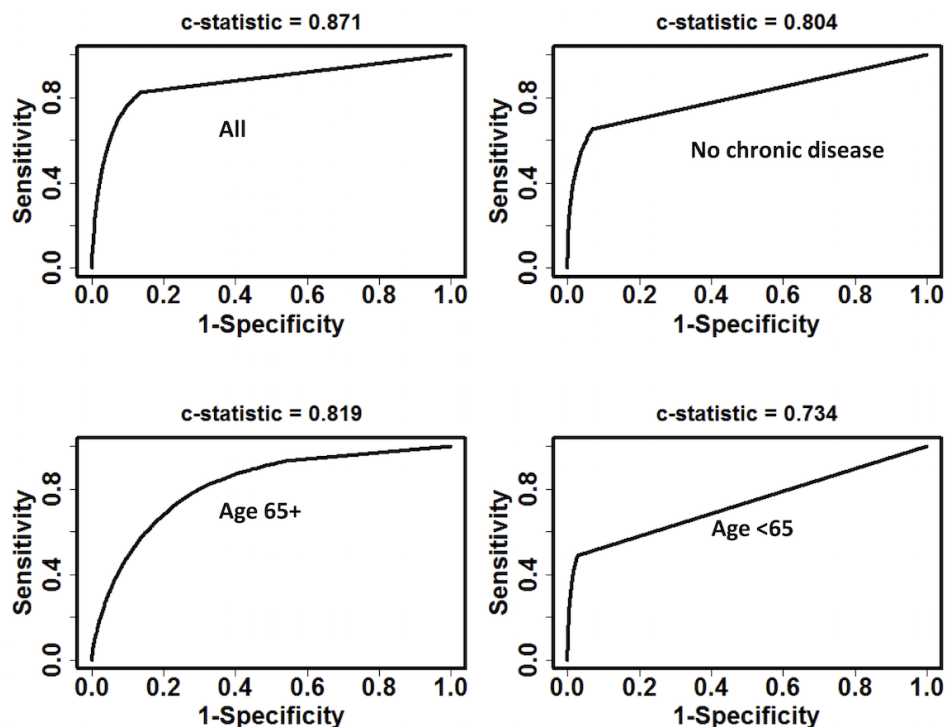 c-statistic = 0.871
Sensitivity
0.8
0.4
0.0
All
0.0 0.2 0.4 0.6 0.8 1.0
1-Specificity
c-statistic = 0.804
Sensitivity
0.8
0.4
0.0
No chronic disease
0.0 0.2 0.4 0.6 0.8 1.0
1-Specificity
c-statistic = 0.819
Sensitivity
0.8
0.4
0.0
Age 65+
0.0 0.2 0.4 0.6 0.8 1.0
1-Specificity
c-statistic = 0.734
Sensitivity
0.8
0.4
0.0
Age <65
0.0 0.2 0.4 0.6 0.8 1.0
1-Specificity